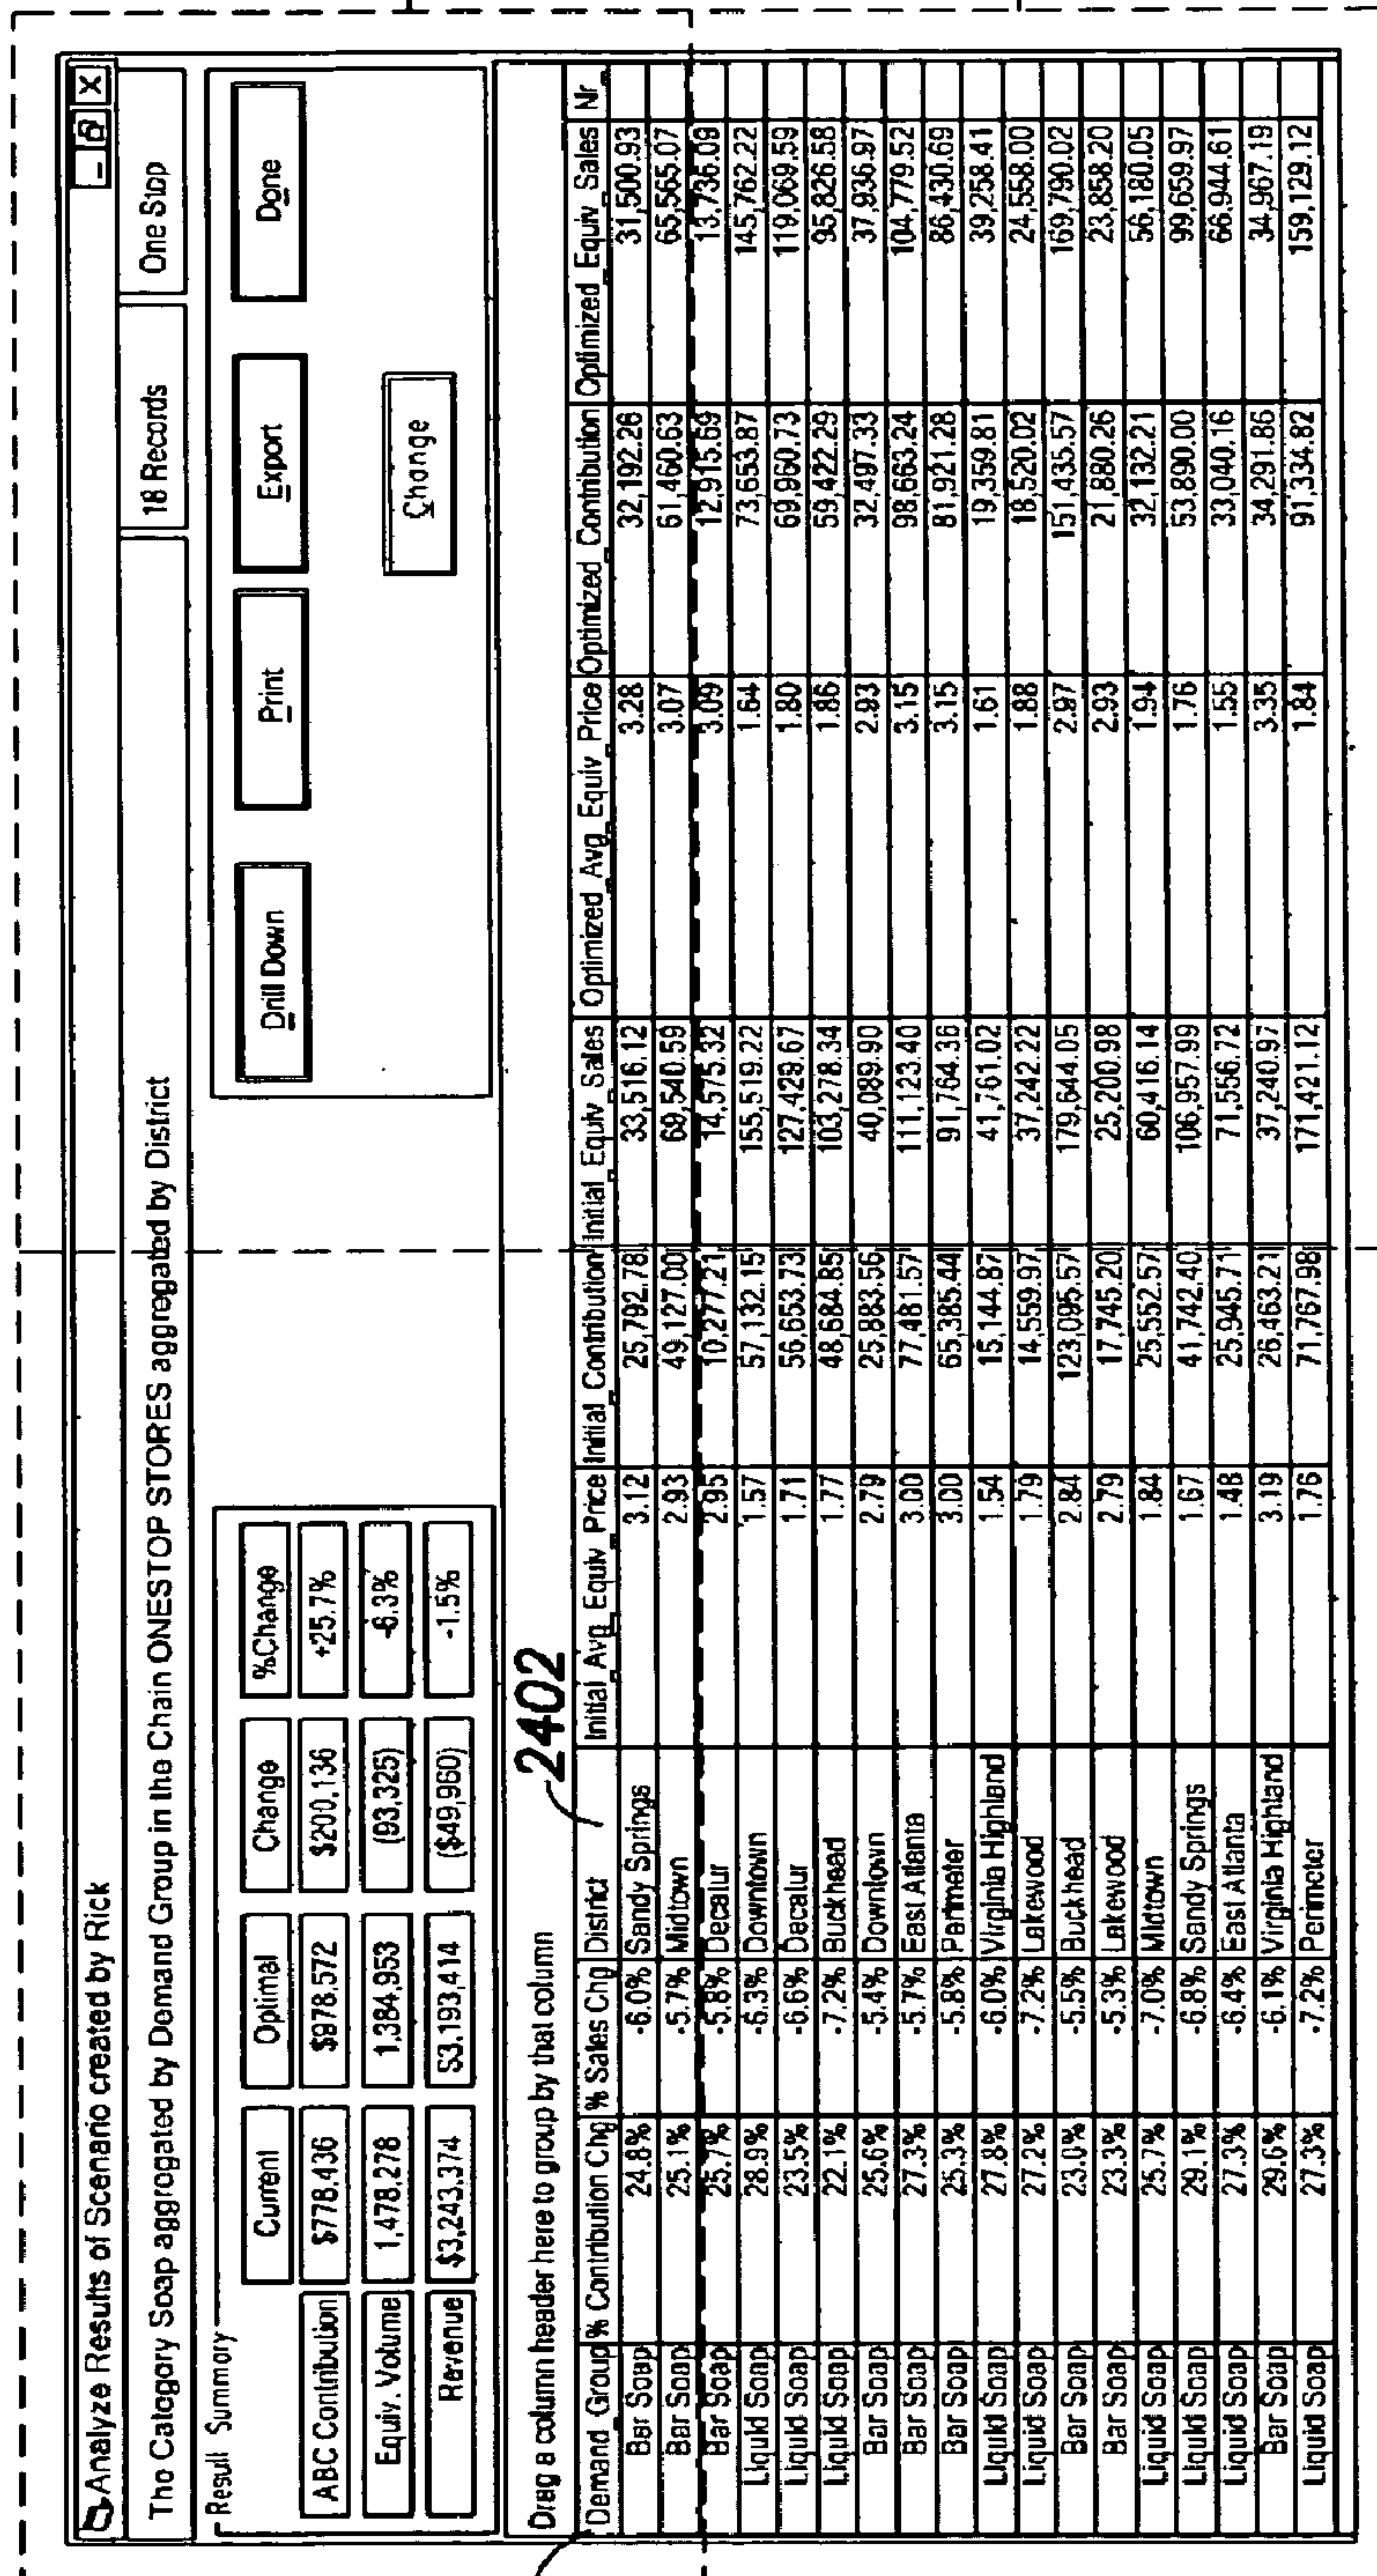 Analyze Results of Scenario created by Rick
The Category Soap aggregated by Demand Group in the Chain ONESTOP STORES aggregated by District 18 Records One Stop
Result Summary
Current Optimal Change %Change
ABC Contribution $778,436 $978,572 $200,136 +25.7%
Equiv. Volume 1,478,278 1,384,953 (93,325) -6.3%
Revenue $3,243,374 $3,193,414 ($49,960) -1.5%
Drill Down Print Export Done
Change
Drag a column header here to group by that column
2402
Demand Group % Contribution Chg % Sales Chg District Initial Avg Equiv Price Initial Contribution Initial Equiv Sales Optimized Avg Equiv Price Optimized Contribution Optimized Equiv Sales Nr
Bar Soap 24.8% -6.0% Sandy Springs 3.12 25,792.78 33,516.12 3.28 32,192.26 31,500.93
Bar Soap 25.1% -5.7% Midtown 2.93 49,127.00 69,540.59 3.07 61,460.63 65,565.07
Bar Soap 25.7% -5.8% Decatur 2.95 10,277.21 14,575.32 3.09 12,915.69 13,736.09
Liquid Soap 28.9% -6.3% Downtown 1.57 57,132.15 155,519.22 1.64 73,653.87 145,762.22
Liquid Soap 23.5% -6.6% Decatur 1.71 56,653.73 127,429.67 1.80 69,960.73 119,069.59
Liquid Soap 22.1% -7.2% Buckhead 1.77 48,684.85 103,278.34 1.86 59,422.29 95,826.58
Bar Soap 25.6% -5.4% Downtown 2.79 25,883.56 40,089.90 2.93 32,497.33 37,936.97
Bar Soap 27.3% -5.7% East Atlanta 3.00 77,481.57 111,123.40 3.15 98,663.24 104,779.52
Bar Soap 25.3% -5.8% Perimeter 3.00 65,385.44 91,764.36 3.15 81,921.28 86,430.69
Liquid Soap 27.8% -6.0% Virginia Highland 1.54 15,144.87 41,761.02 1.61 19,359.81 39,258.41
Liquid Soap 27.2% -7.2% Lakewood 1.79 14,559.97 37,242.22 1.88 18,520.02 24,558.00
Bar Soap 23.0% -5.5% Buckhead 2.84 123,095.57 179,644.05 2.97 151,435.57 169,790.02
Bar Soap 23.3% -5.3% Lakewood 2.79 17,745.20 25,200.98 2.93 21,880.26 23,858.20
Liquid Soap 25.7% -7.0% Midtown 1.84 25,552.57 60,416.14 1.94 32,132.21 56,180.05
Liquid Soap 29.1% -6.8% Sandy Springs 1.67 41,742.40 106,957.99 1.76 53,890.00 99,659.97
Liquid Soap 27.3% -6.4% East Atlanta 1.48 25,945.71 71,556.72 1.55 33,040.16 66,944.61
Bar Soap 29.6% -6.1% Virginia Highland 3.19 26,463.21 37,240.97 3.35 34,291.86 34,967.19
Liquid Soap 27.3% -7.2% Perimeter 1.76 71,767.98 171,421.12 1.84 91,334.82 159,129.12